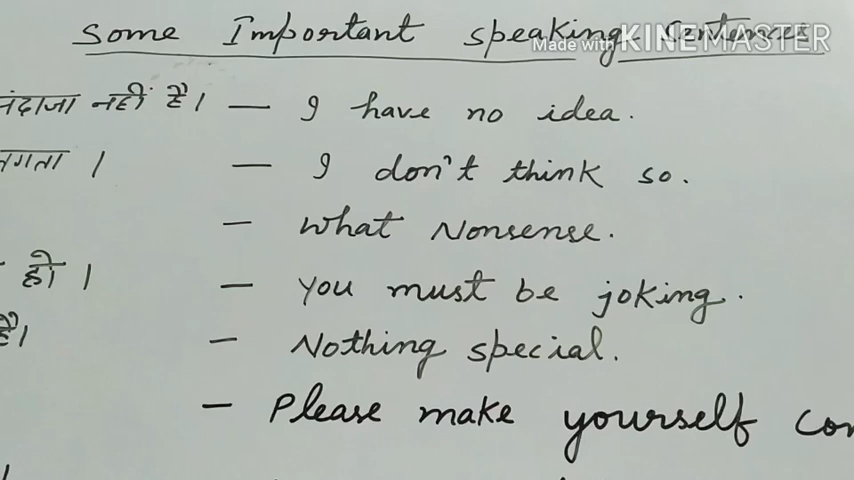 Some Important speaking Sentences
Made with KINEMASTER
नहीं है। — I have no idea.
। — I don't think so.
— What Nonsense.
हो। — You must be joking.
है। — Nothing special.
— Please make yourself